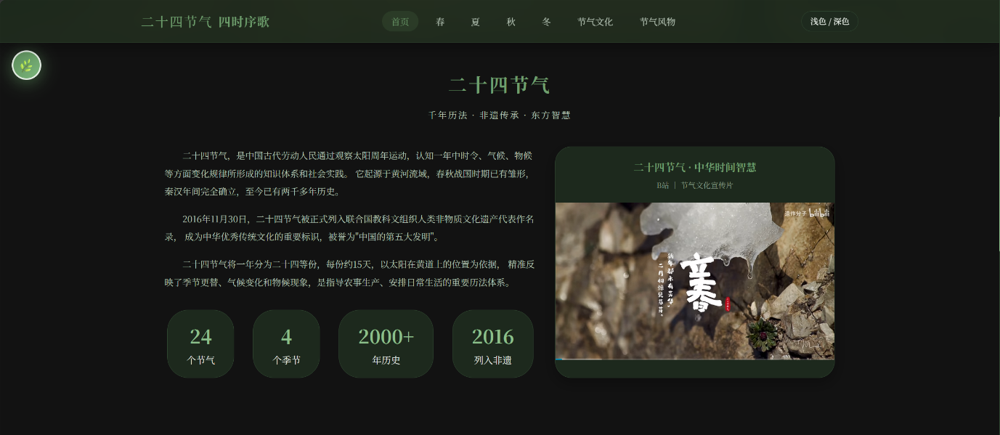 二十四节气 四时序歌
首页 春 夏 秋 冬 节气文化 节气风物
浅色 / 深色
二十四节气
千年历法 · 非遗传承 · 东方智慧
二十四节气，是中国古代劳动人民通过观察太阳周年运动，认知一年中时令、气候、物候
等方面变化规律所形成的知识体系和社会实践。 它起源于黄河流域，春秋战国时期已有雏形，
秦汉年间完全确立，至今已有两千多年历史。
2016年11月30日，二十四节气被正式列入联合国教科文组织人类非物质文化遗产代表作名
录， 成为中华优秀传统文化的重要标识，被誉为"中国的第五大发明"。
二十四节气将一年分为二十四等份，每份约15天，以太阳在黄道上的位置为依据， 精准反
映了季节更替、气候变化和物候现象，是指导农事生产、安排日常生活的重要历法体系。
24
个节气
4
个季节
2000+
年历史
2016
列入非遗
二十四节气 · 中华时间智慧
B站 ｜ 节气文化宣传片
bilibili
立春
新年都未有芳华，
二月初惊见草芽。